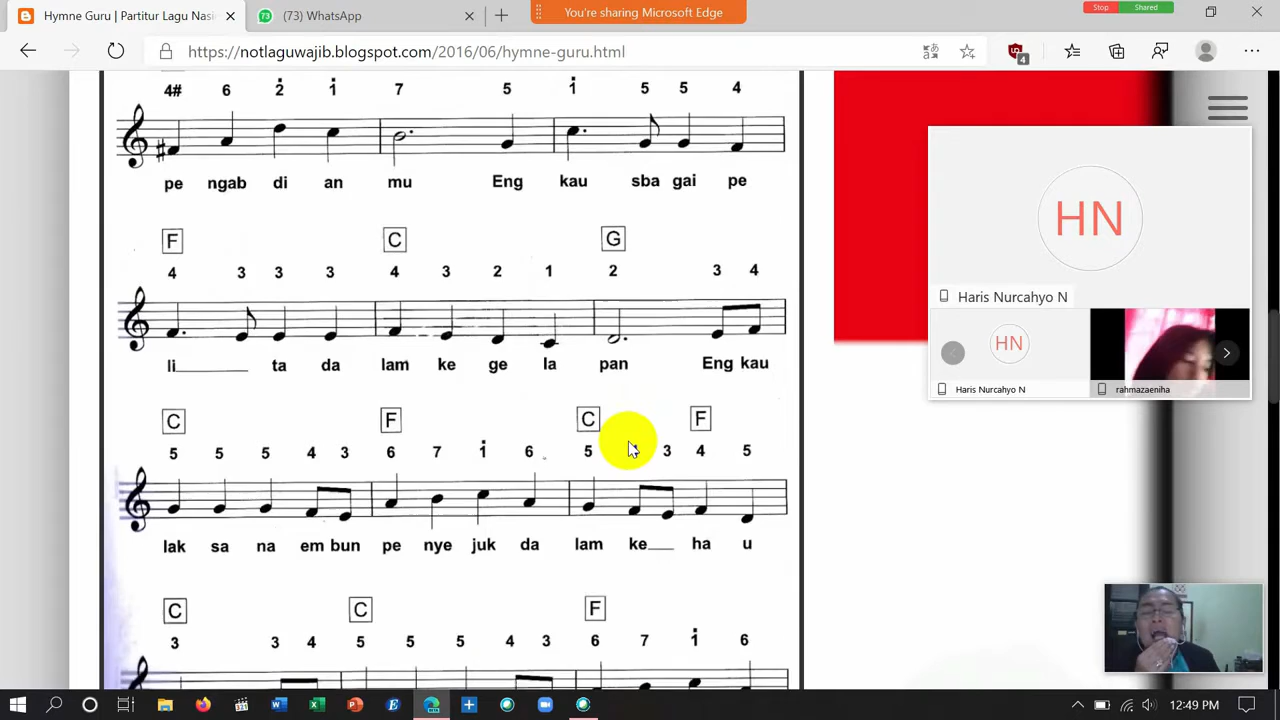 Hymne Guru | Partitur Lagu Nasi
(73) WhatsApp
You're sharing Microsoft Edge
Stop Shared
https://notlaguwajib.blogspot.com/2016/06/hymne-guru.html
4
4# 6 2 1 7 5 1 5 5 4
pe ngab di an mu Eng kau sba gai pe
F C G
4 3 3 3 4 3 2 1 2 3 4
li____ ta da lam ke ge la pan Eng kau
C F C F
5 5 5 4 3 6 7 1 6 5 3 4 5
lak sa na em bun pe nye juk da lam ke__ ha u
C C F
3 3 4 5 5 5 4 3 6 7 1 6
HN
Haris Nurcahyo N
HN
Haris Nurcahyo N
rahmazaeniha
12:49 PM